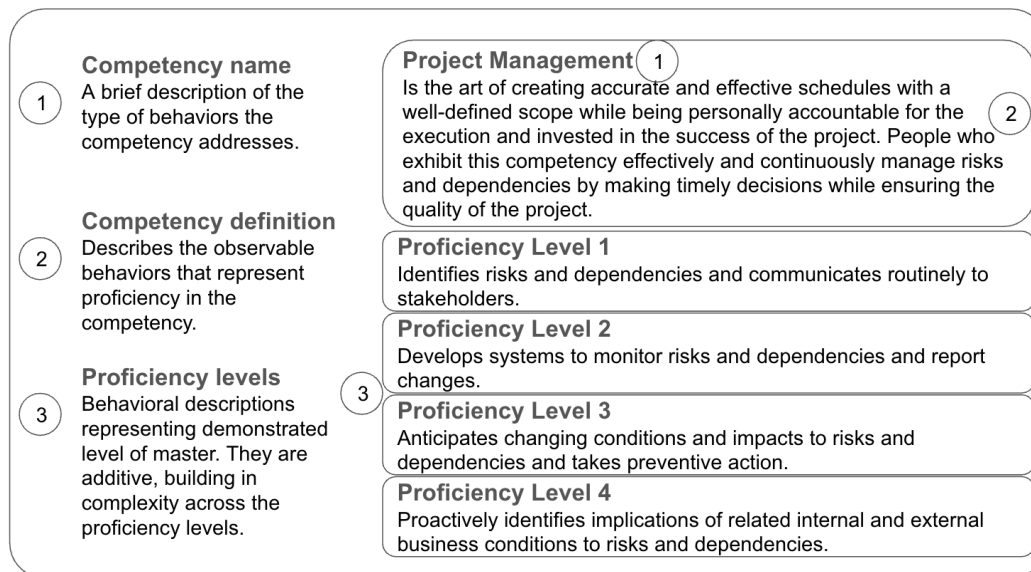 1
Competency name
A brief description of the
type of behaviors the
competency addresses.
2
Competency definition
Describes the observable
behaviors that represent
proficiency in the
competency.
3
Proficiency levels
Behavioral descriptions
representing demonstrated
level of master. They are
additive, building in
complexity across the
proficiency levels.
Project Management 1
Is the art of creating accurate and effective schedules with a
well-defined scope while being personally accountable for the
execution and invested in the success of the project. People who
exhibit this competency effectively and continuously manage risks
and dependencies by making timely decisions while ensuring the
quality of the project.
2
3
Proficiency Level 1
Identifies risks and dependencies and communicates routinely to
stakeholders.
Proficiency Level 2
Develops systems to monitor risks and dependencies and report
changes.
Proficiency Level 3
Anticipates changing conditions and impacts to risks and
dependencies and takes preventive action.
Proficiency Level 4
Proactively identifies implications of related internal and external
business conditions to risks and dependencies.